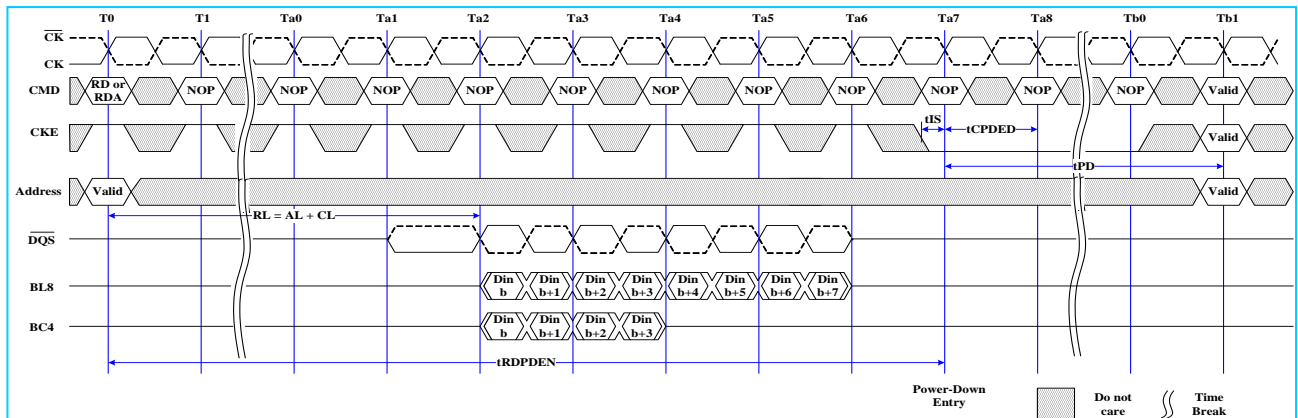 T0 T1 Ta0 Ta1 Ta2 Ta3 Ta4 Ta5 Ta6 Ta7 Ta8 Tb0 Tb1
CK
CK
CMD RD or RDA NOP NOP NOP NOP NOP NOP NOP NOP NOP NOP NOP Valid
tIS
tCPDED
CKE Valid
tPD
Address Valid Valid
RL = AL + CL
DQS
BL8 Din b Din b+1 Din b+2 Din b+3 Din b+4 Din b+5 Din b+6 Din b+7
BC4 Din b Din b+1 Din b+2 Din b+3
tRDPDEN
Power-Down Entry
Do not care
Time Break